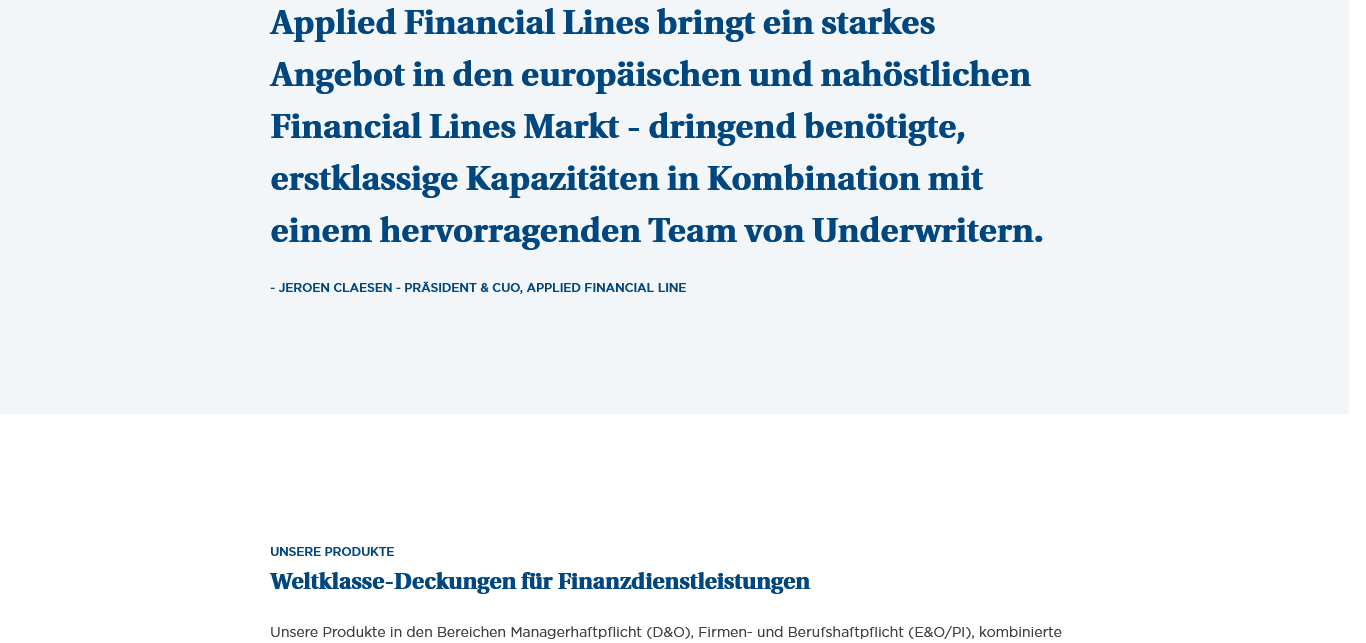 Applied Financial Lines bringt ein starkes
Angebot in den europäischen und nahöstlichen
Financial Lines Markt - dringend benötigte,
erstklassige Kapazitäten in Kombination mit
einem hervorragenden Team von Underwritern.
- JEROEN CLAESEN - PRÄSIDENT & CUO, APPLIED FINANCIAL LINE
UNSERE PRODUKTE
Weltklasse-Deckungen für Finanzdienstleistungen
Unsere Produkte in den Bereichen Managerhaftpflicht (D&O), Firmen- und Berufshaftpflicht (E&O/PI), kombinierte